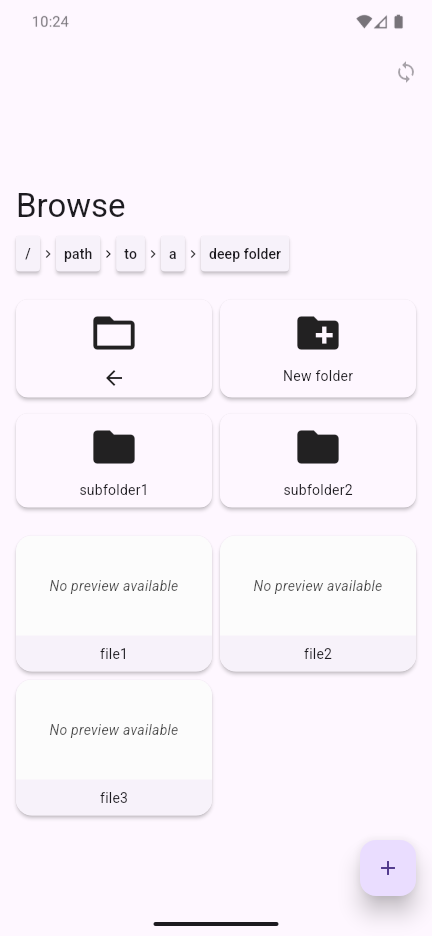 10:24
Browse
/ > path > to > a > deep folder
← New folder
subfolder1 subfolder2
No preview available No preview available
file1 file2
No preview available
file3
+